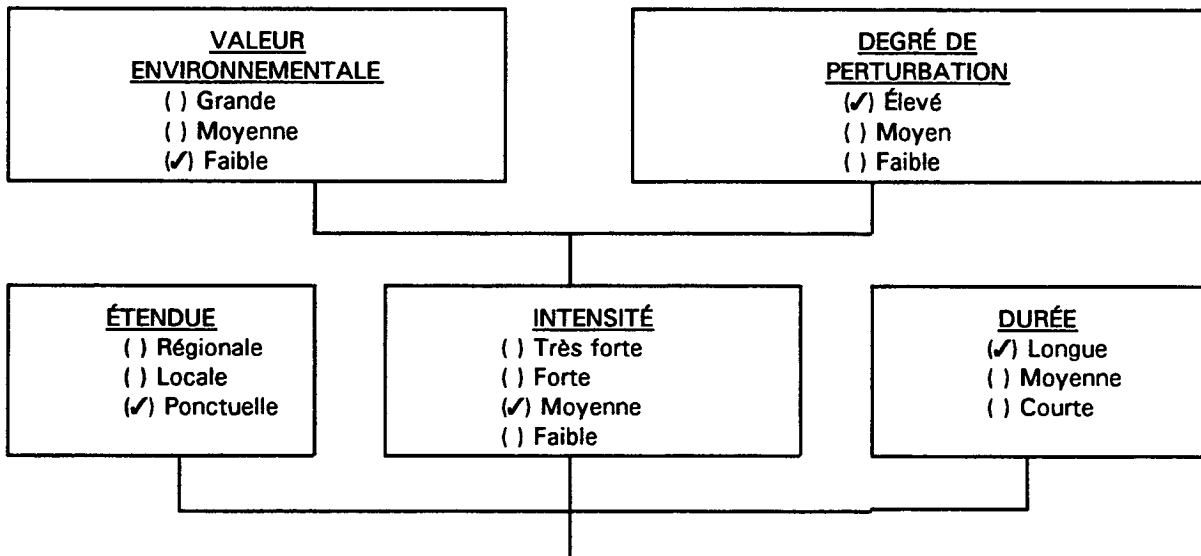 VALEUR
ENVIRONNEMENTALE
( ) Grande
( ) Moyenne
(✓) Faible
DEGRÉ DE
PERTURBATION
(✓) Élevé
( ) Moyen
( ) Faible
ÉTENDUE
( ) Régionale
( ) Locale
(✓) Ponctuelle
INTENSITÉ
( ) Très forte
( ) Forte
(✓) Moyenne
( ) Faible
DURÉE
(✓) Longue
( ) Moyenne
( ) Courte